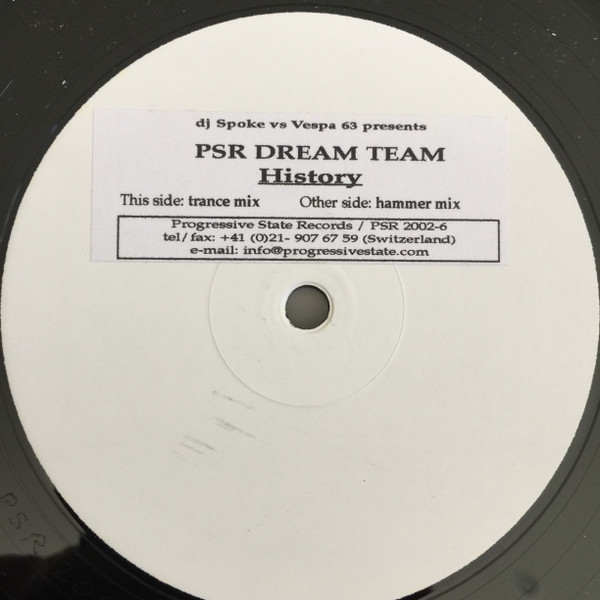 dj Spoke vs Vespa 63 presents
PSR DREAM TEAM
History
This side: trance mix Other side: hammer mix
Progressive State Records / PSR 2002-6
tel/fax: +41 (0)21- 907 67 59 (Switzerland)
e-mail: info@progressivestate.com
PSR